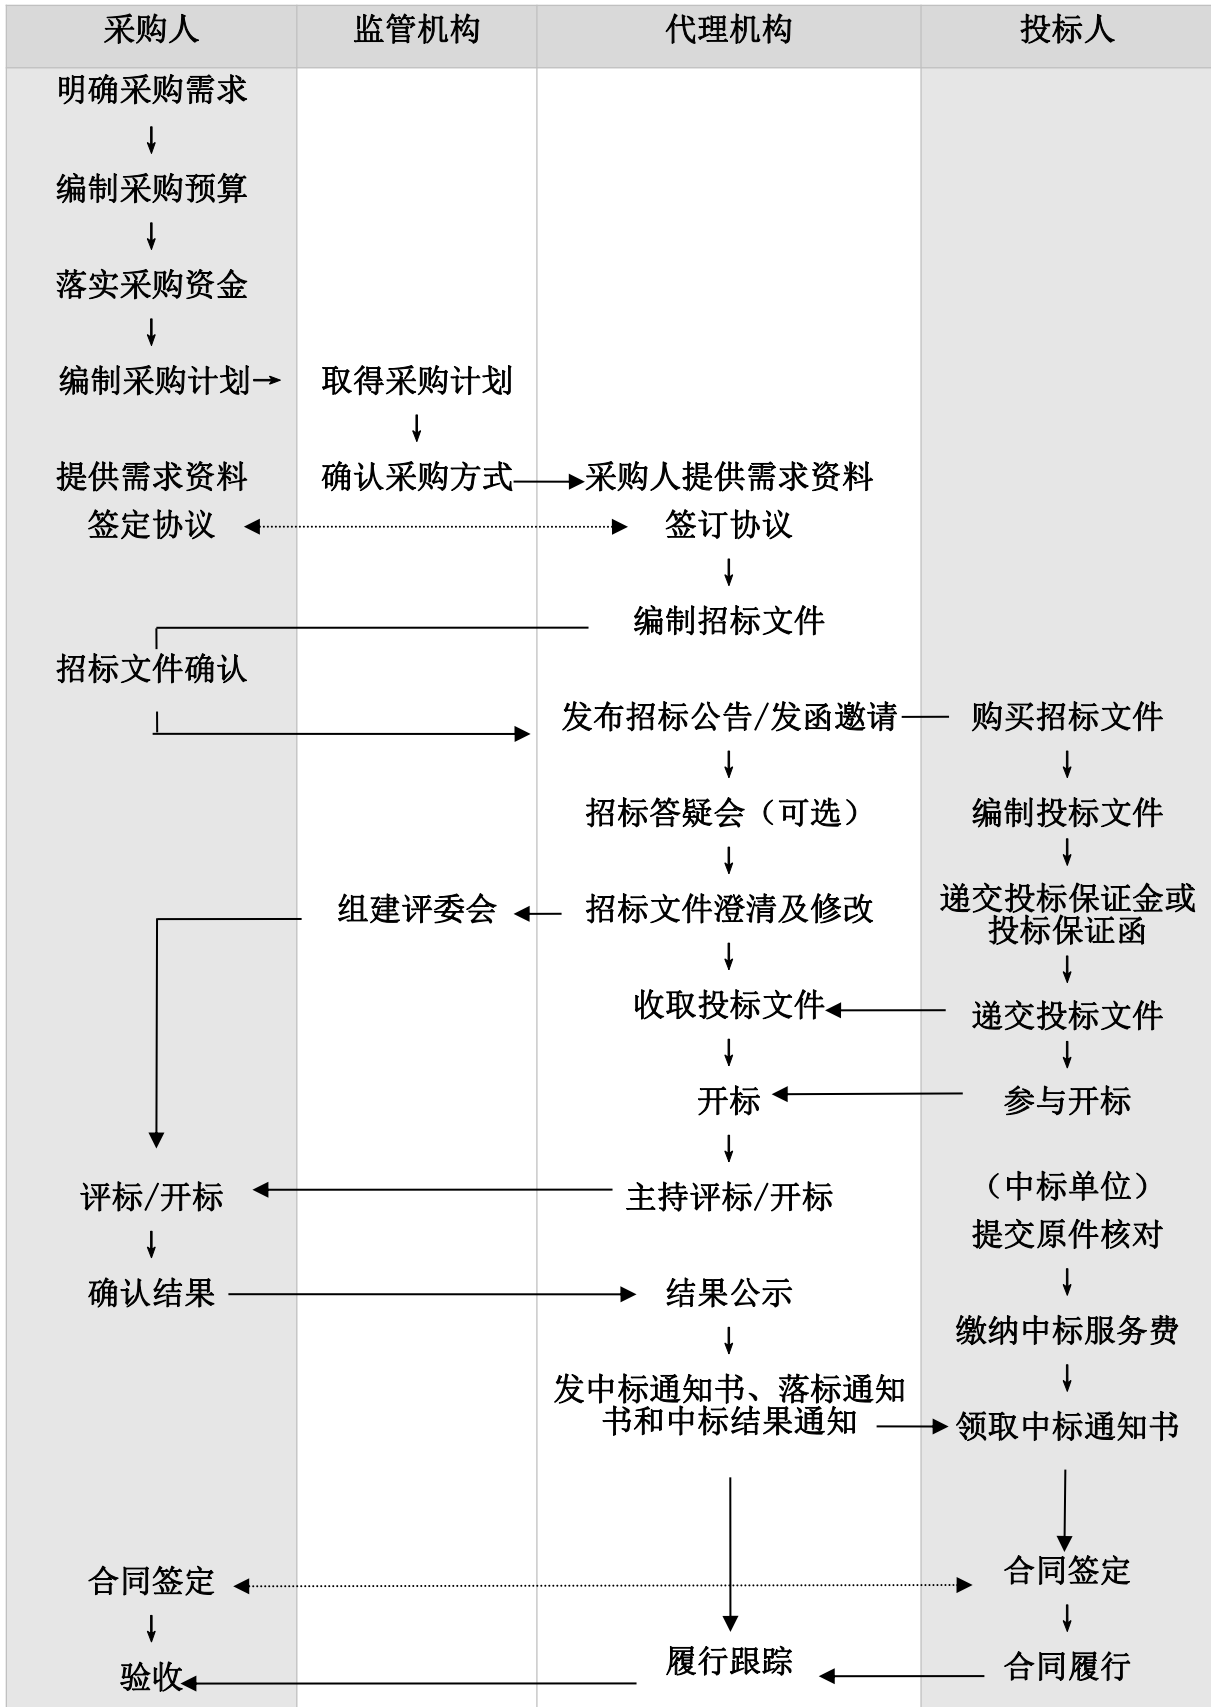 采购人 监管机构 代理机构 投标人
明确采购需求
编制采购预算
落实采购资金
编制采购计划 取得采购计划
提供需求资料 确认采购方式 采购人提供需求资料
签定协议 签订协议
编制招标文件
招标文件确认
发布招标公告/发函邀请 购买招标文件
招标答疑会（可选） 编制投标文件
组建评委会 招标文件澄清及修改 递交投标保证金或
投标保证函
收取投标文件 递交投标文件
开标 参与开标
评标/开标 主持评标/开标 （中标单位）
提交原件核对
确认结果 结果公示
缴纳中标服务费
发中标通知书、落标通知
书和中标结果通知 领取中标通知书
合同签定 合同签定
验收 履行跟踪 合同履行